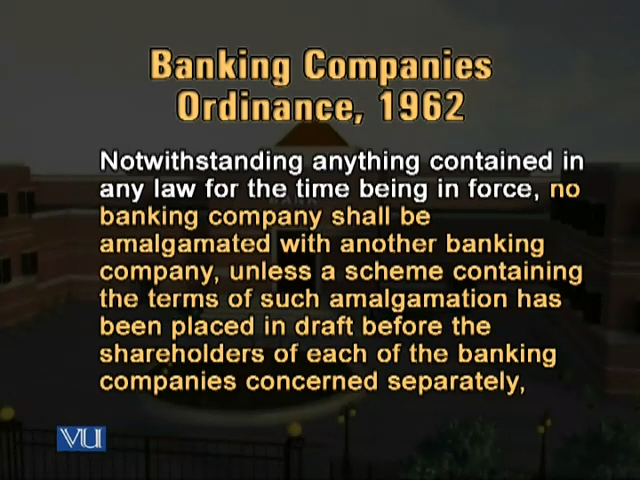 Banking Companies
Ordinance, 1962
Notwithstanding anything contained in
any law for the time being in force, no
banking company shall be
amalgamated with another banking
company, unless a scheme containing
the terms of such amalgamation has
been placed in draft before the
shareholders of each of the banking
companies concerned separately,
BANK
VU